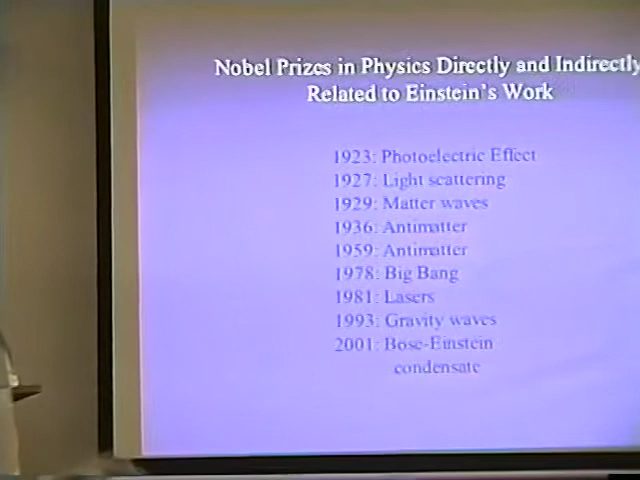 Nobel Prizes in Physics Directly and Indirectly
Related to Einstein's Work
1923: Photoelectric Effect
1927: Light scattering
1929: Matter waves
1936: Antimatter
1959: Antimatter
1978: Big Bang
1981: Lasers
1993: Gravity waves
2001: Bose-Einstein
condensate